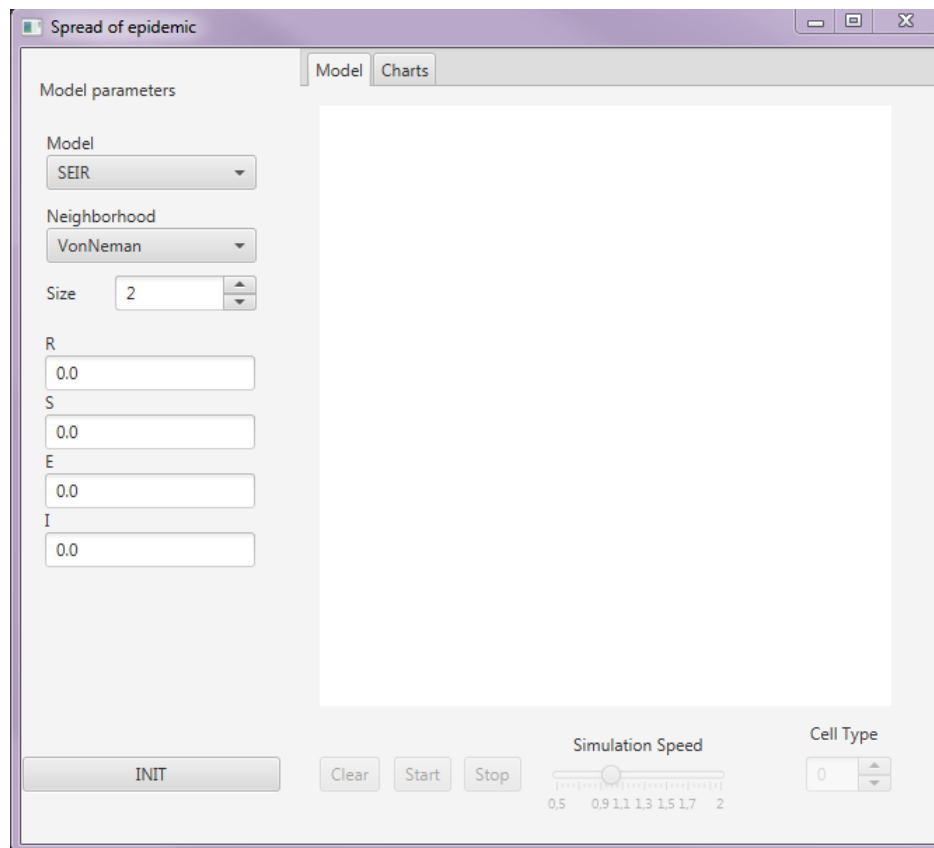 Spread of epidemic
Model parameters
Model Charts
Model
SEIR
Neighborhood
VonNeman
Size 2
R
0.0
S
0.0
E
0.0
I
0.0
INIT
Clear Start Stop
Simulation Speed
0,5 0,9 1,1 1,3 1,5 1,7 2
Cell Type
0